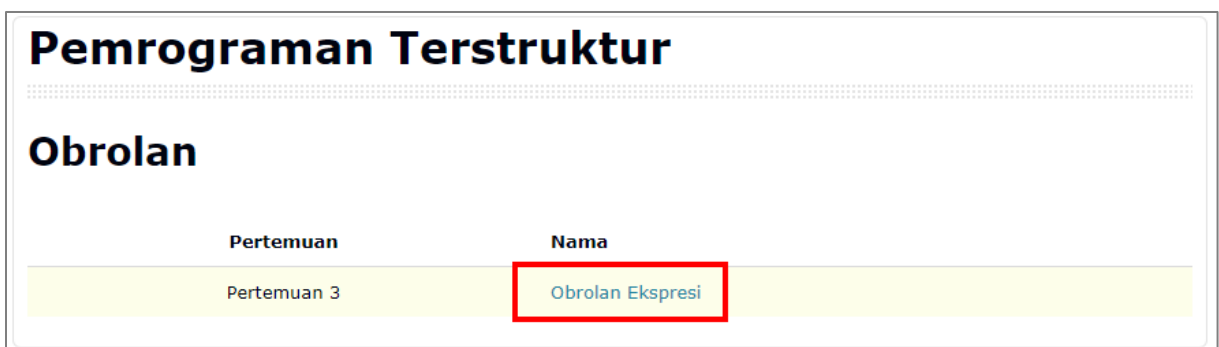 Pemrograman Terstruktur
Obrolan
Pertemuan Nama
Pertemuan 3 Obrolan Ekspresi